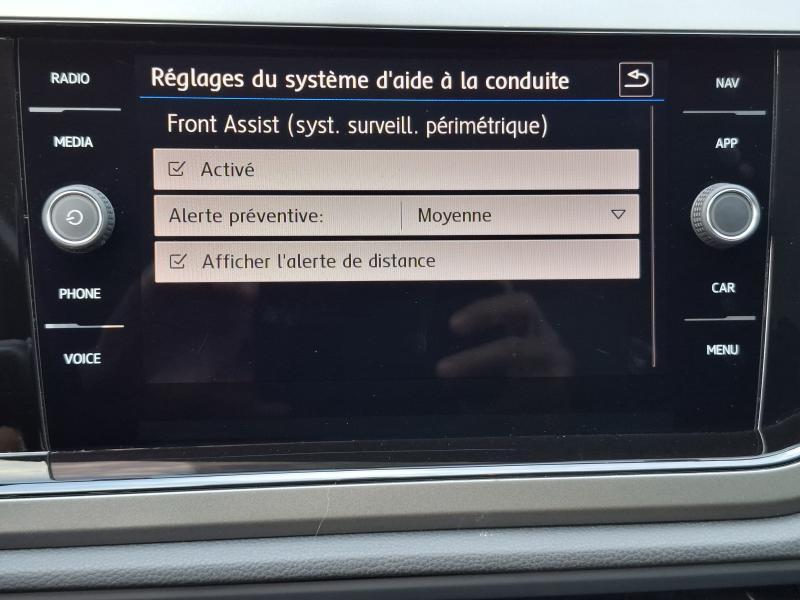 RADIO
MEDIA
PHONE
VOICE
Réglages du système d'aide à la conduite
Front Assist (syst. surveill. périmétrique)
Activé
Alerte préventive: Moyenne
Afficher l'alerte de distance
NAV
APP
CAR
MENU